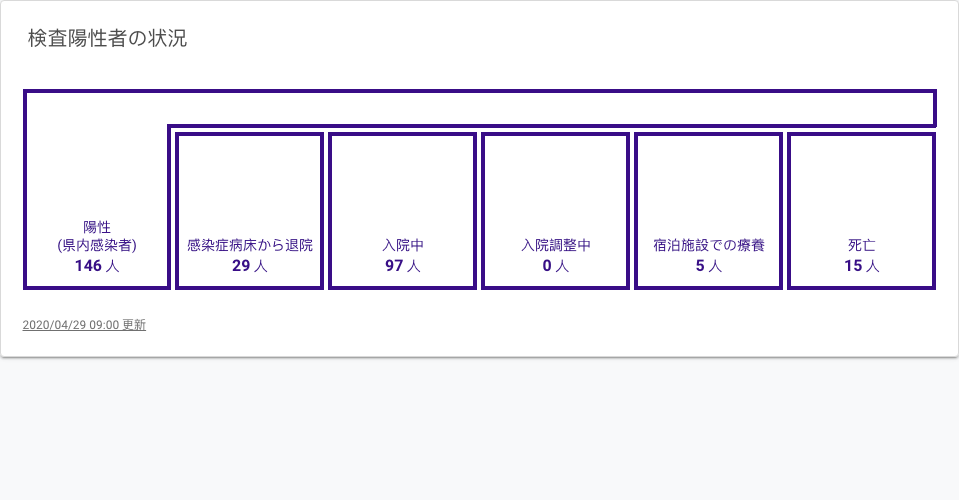 検査陽性者の状況
陽性
(県内感染者)
146 人
感染症病床から退院
29 人
入院中
97 人
入院調整中
0 人
宿泊施設での療養
5 人
死亡
15 人
2020/04/29 09:00 更新